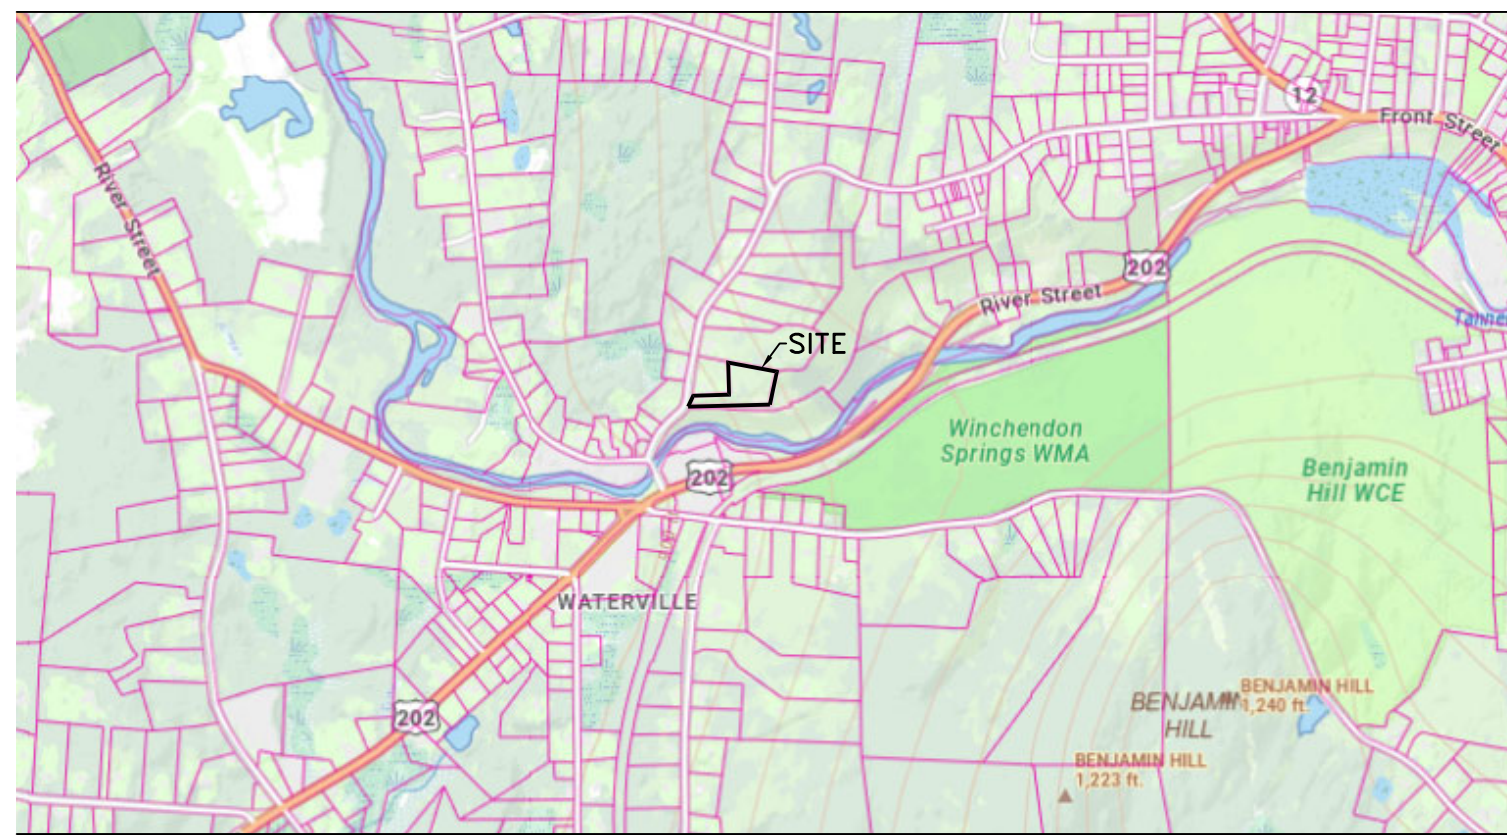 12
Front Street
River Street
202
River Street
Tanne
SITE
Winchendon
Springs WMA
Benjamin
Hill WCE
202
WATERVILLE
BENJAMIN HILL
1,240 ft.
BENJAMIN
HILL
202
BENJAMIN HILL
1,223 ft.